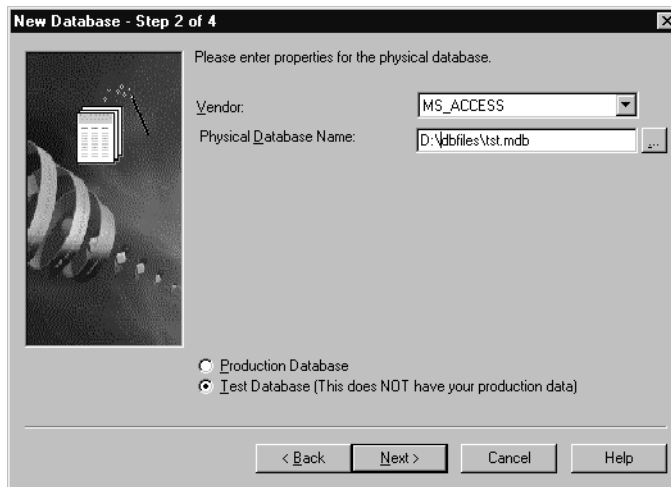 New Database - Step 2 of 4
Please enter properties for the physical database.
Vendor: MS_ACCESS
Physical Database Name: D:\dbfiles\tst.mdb ...
Production Database
Test Database (This does NOT have your production data)
< Back Next > Cancel Help